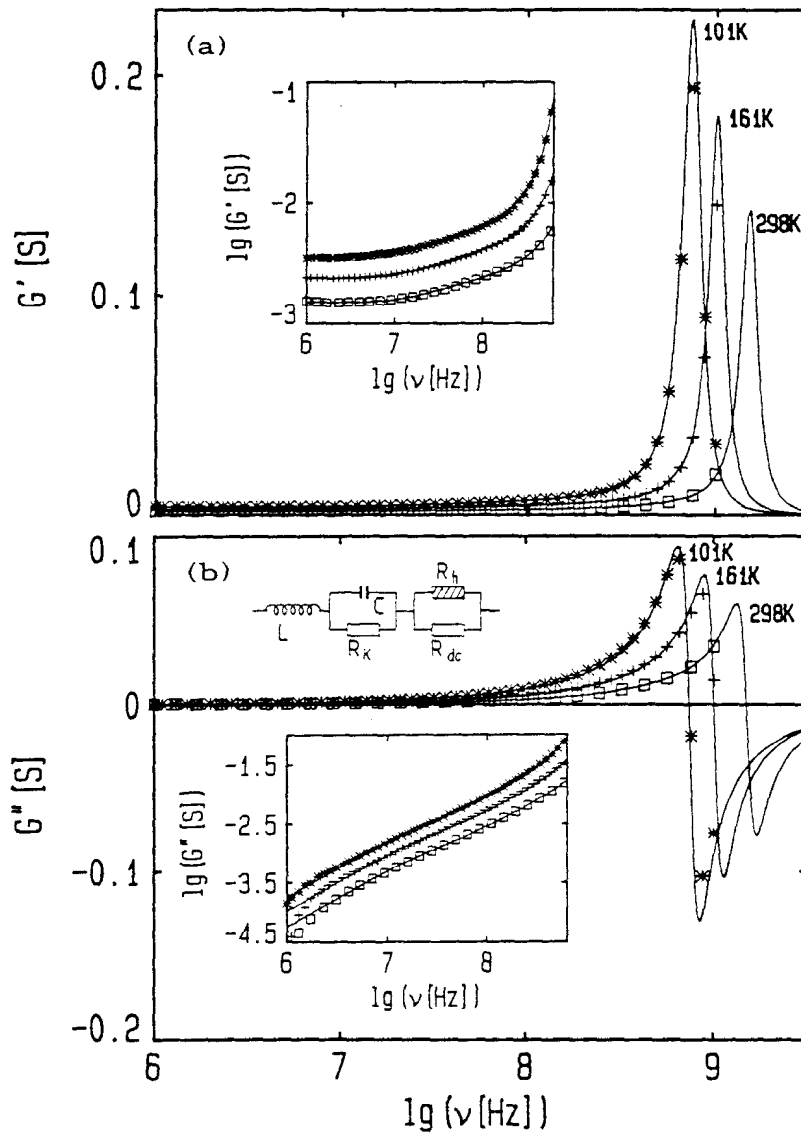 (a)
101K
161K
298K
0.2
0.1
0
G' [S]
-1
-2
-3
lg(G' [S])
6
7
8
lg(ν[Hz])
(b)
0.1
0.0
-0.1
-0.2
G" [S]
101K
161K
298K
L
C
R_K
R_h
R_dc
-1.5
-2.5
-3.5
-4.5
lg(G" [S])
6
7
8
lg(ν[Hz])
6
7
8
9
lg(ν[Hz])